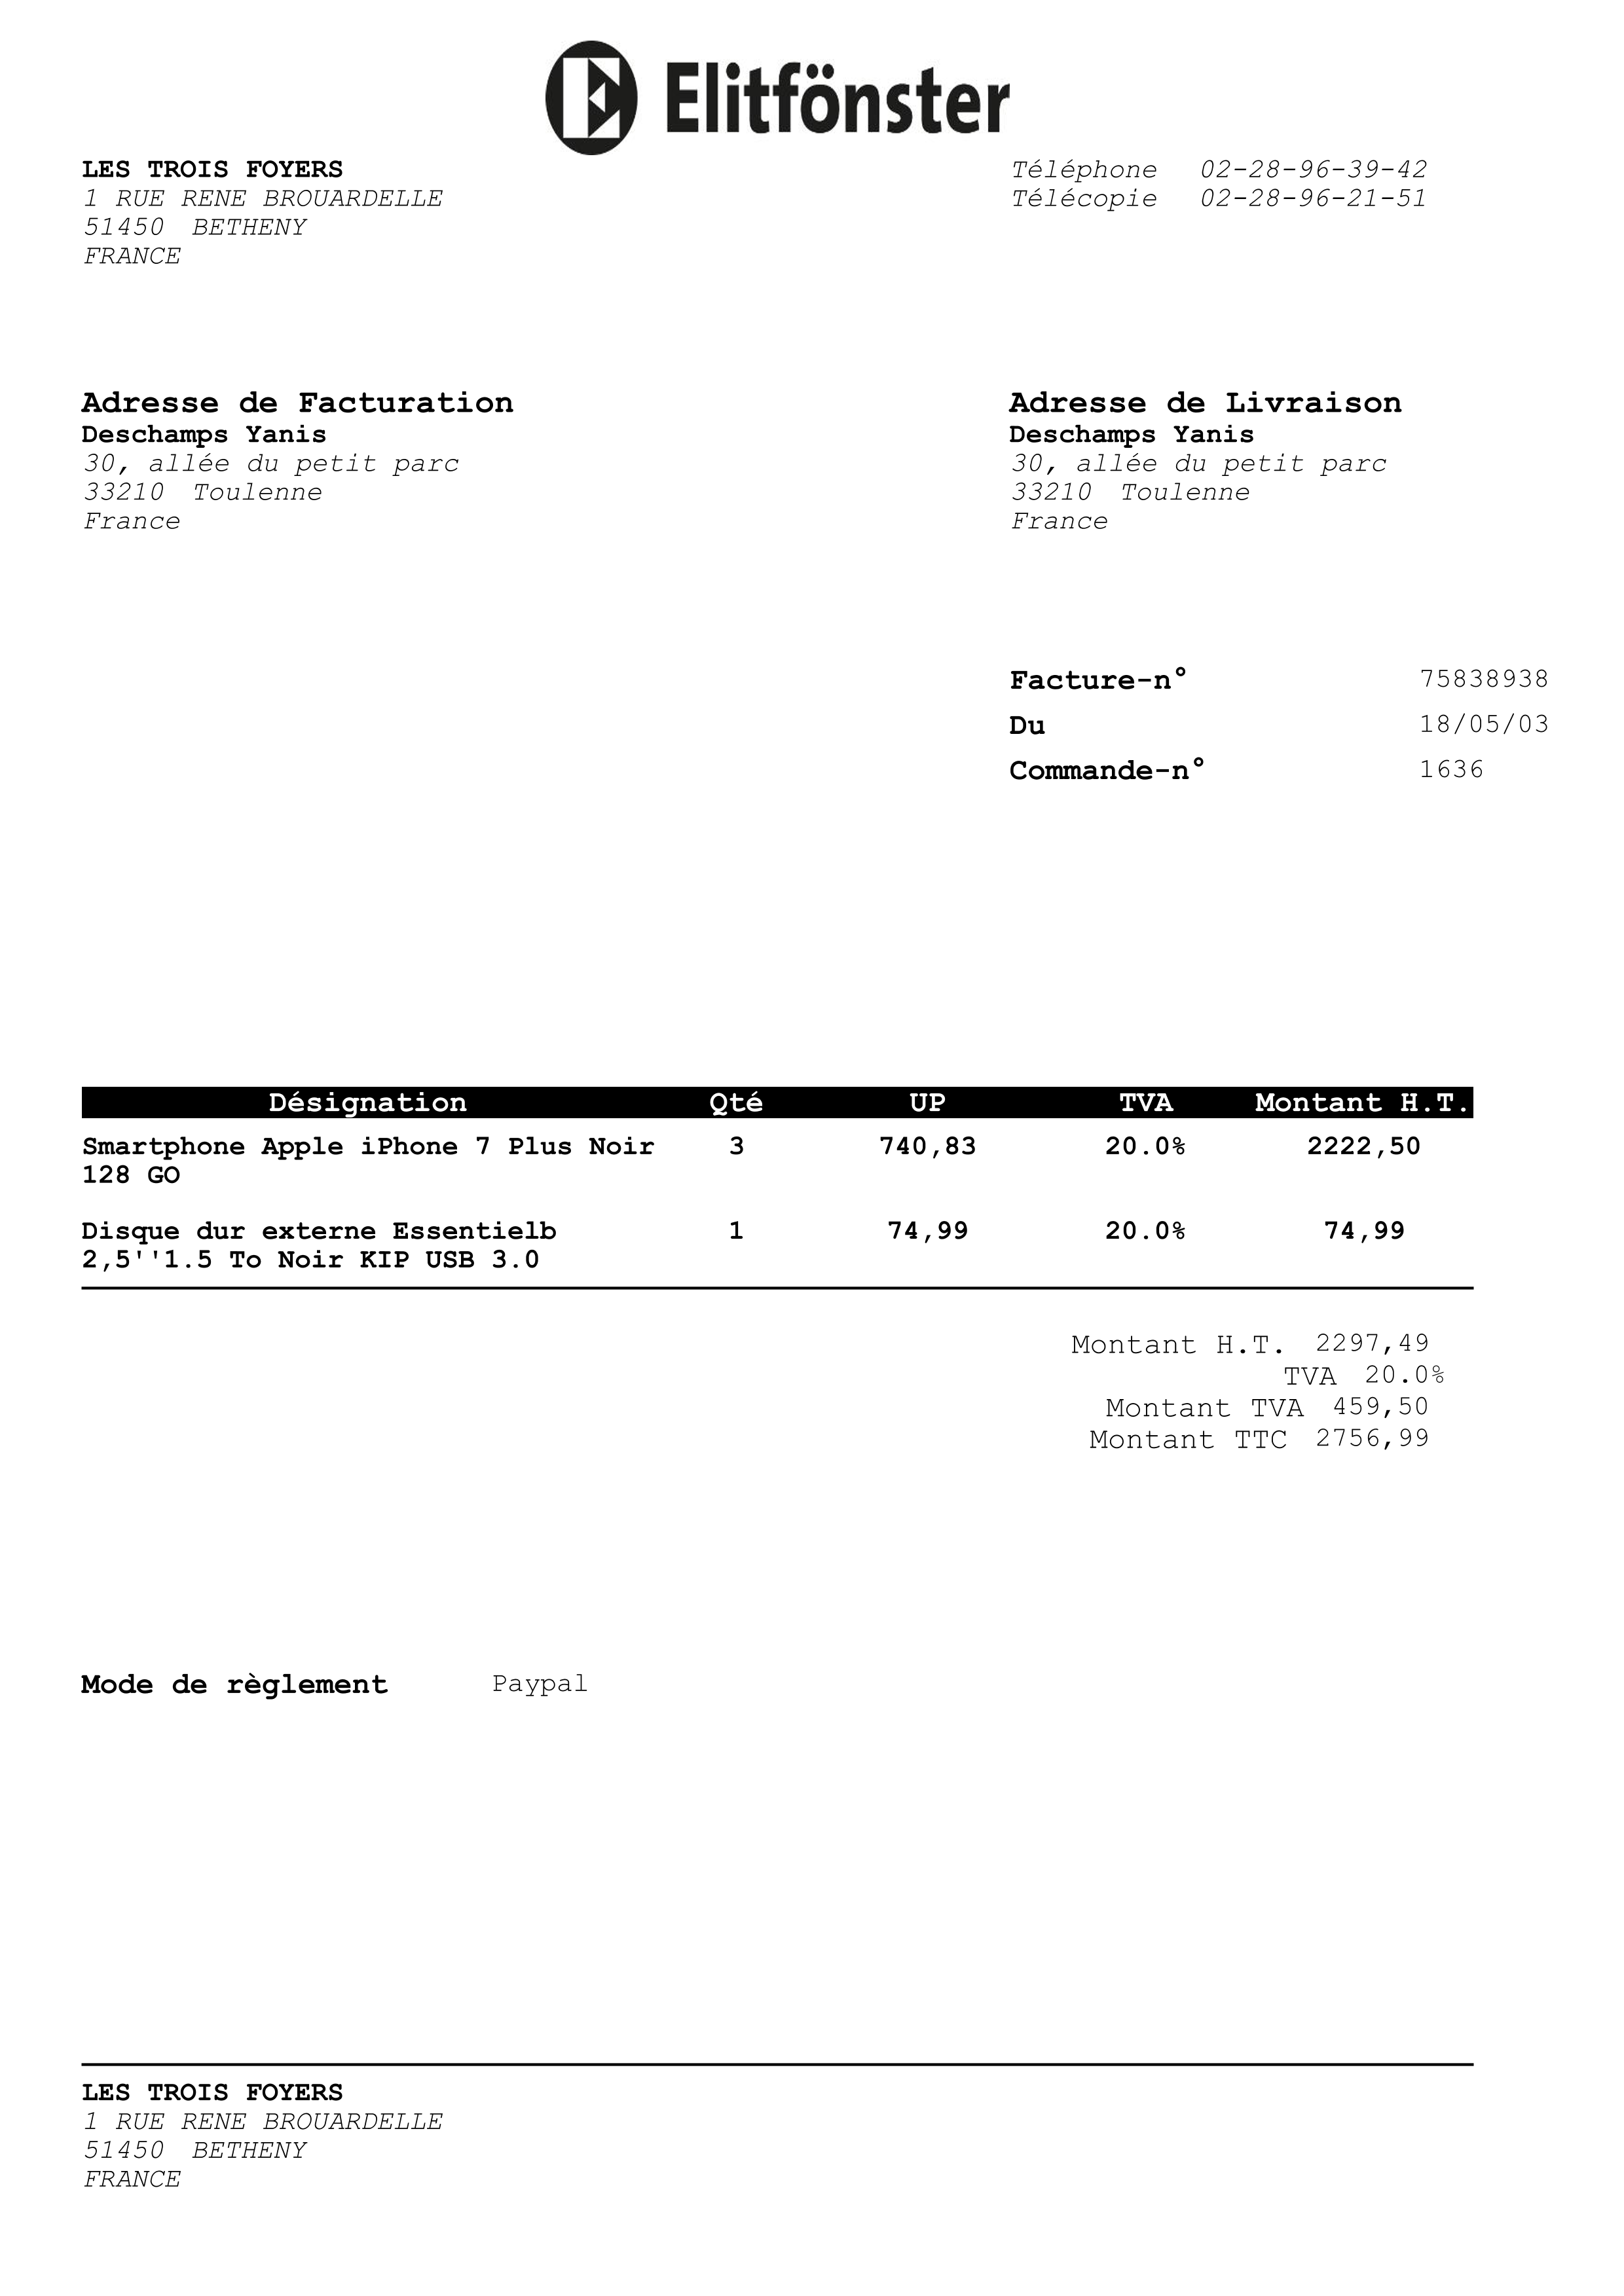 Elitfönster
LES TROIS FOYERS
1 RUE RENE BROUARDELLE
51450 BETHENY
FRANCE
Téléphone 02-28-96-39-42
Télécopie 02-28-96-21-51
Adresse de Facturation
Deschamps Yanis
30, allée du petit parc
33210 Toulenne
France
Adresse de Livraison
Deschamps Yanis
30, allée du petit parc
33210 Toulenne
France
Facture-n° 75838938
Du 18/05/03
Commande-n° 1636
Désignation Qté UP TVA Montant H.T.
Smartphone Apple iPhone 7 Plus Noir 3 740,83 20.0% 2222,50
128 GO
Disque dur externe Essentielb 1 74,99 20.0% 74,99
2,5''1.5 To Noir KIP USB 3.0
Montant H.T. 2297,49
TVA 20.0%
Montant TVA 459,50
Montant TTC 2756,99
Mode de règlement Paypal
LES TROIS FOYERS
1 RUE RENE BROUARDELLE
51450 BETHENY
FRANCE